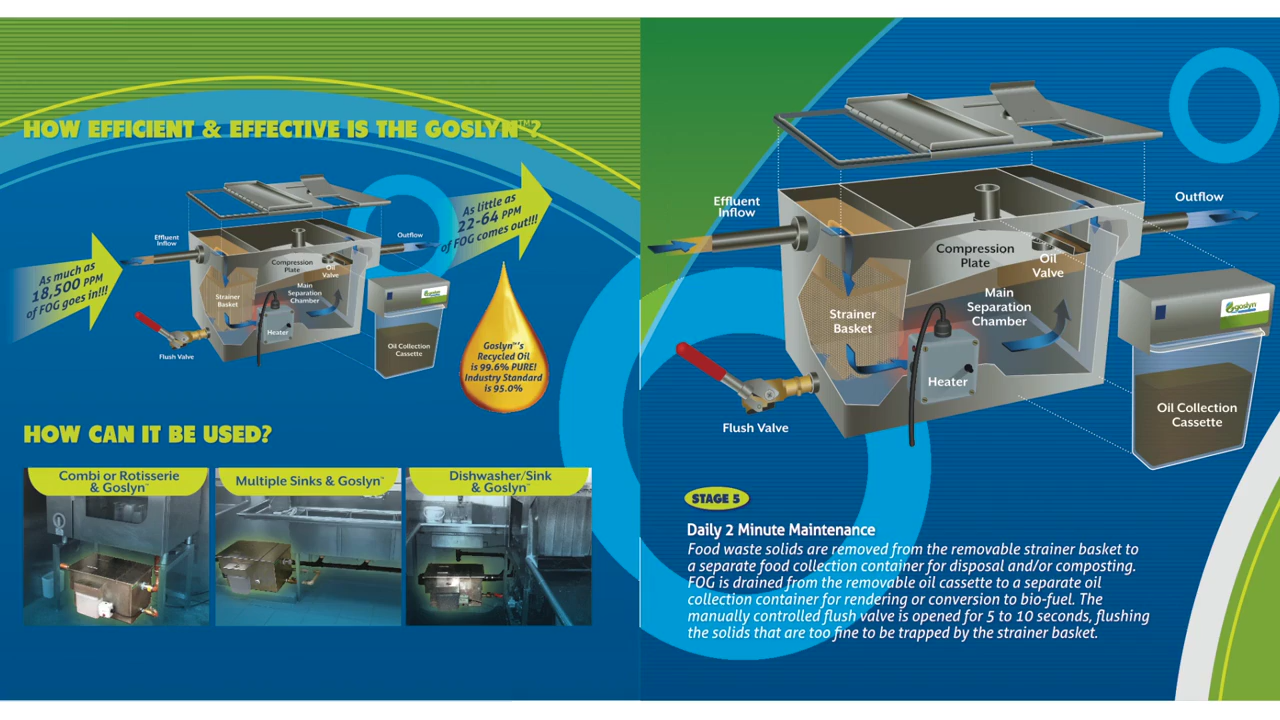 HOW EFFICIENT & EFFECTIVE IS THE GOSLYN™?
As much as
18,500 PPM
of FOG goes in!!!
As little as
22-64 PPM
of FOG comes out!!!
Effluent
Inflow
Outflow
Compression
Plate
Oil
Valve
Main
Separation
Chamber
Strainer
Basket
Heater
Flush Valve
goslyn
Oil Collection
Cassette
Goslyn™'s
Recycled Oil
is 99.6% PURE!
Industry Standard
is 95.0%
HOW CAN IT BE USED?
Combi or Rotisserie
& Goslyn™
Multiple Sinks & Goslyn™
Dishwasher/Sink
& Goslyn™
Effluent
Inflow
Outflow
Compression
Plate
Oil
Valve
Main
Separation
Chamber
Strainer
Basket
Heater
Flush Valve
goslyn
Oil Collection
Cassette
STAGE 5
Daily 2 Minute Maintenance
Food waste solids are removed from the removable strainer basket to
a separate food collection container for disposal and/or composting.
FOG is drained from the removable oil cassette to a separate oil
collection container for rendering or conversion to bio-fuel. The
manually controlled flush valve is opened for 5 to 10 seconds, flushing
the solids that are too fine to be trapped by the strainer basket.